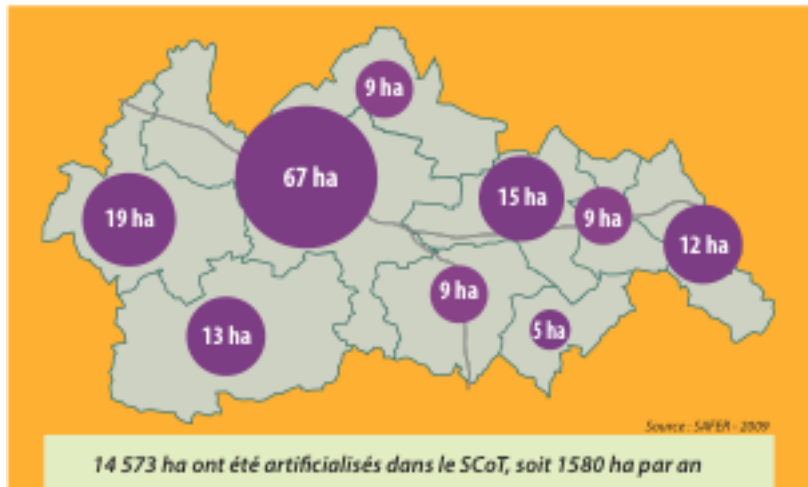 9 ha
67 ha
15 ha
19 ha
9 ha
12 ha
9 ha
13 ha
5 ha
Source : SAFER - 2009
14 573 ha ont été artificialisés dans le SCoT, soit 1580 ha par an